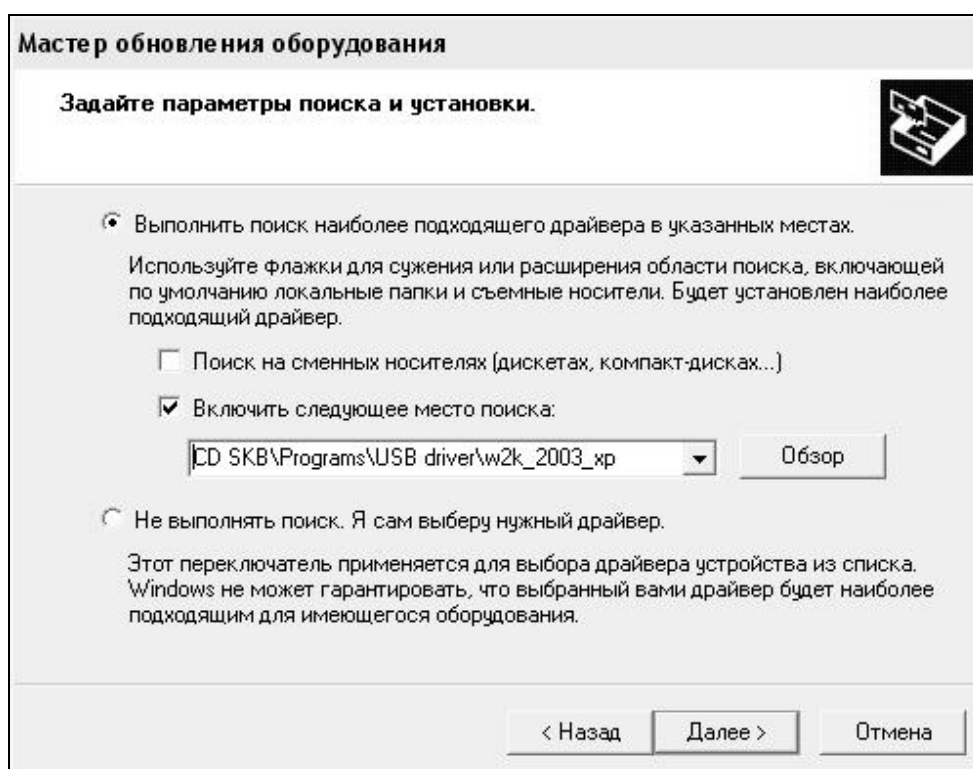 Мастер обновления оборудования
Задайте параметры поиска и установки.
Выполнить поиск наиболее подходящего драйвера в указанных местах.
Используйте флажки для сужения или расширения области поиска, включающей
по умолчанию локальные папки и съемные носители. Будет установлен наиболее
подходящий драйвер.
Поиск на сменных носителях (дискетах, компакт-дисках...)
Включить следующее место поиска:
CD SKB\Programs\USB driver\w2k_2003_xp
Обзор
Не выполнять поиск. Я сам выберу нужный драйвер.
Этот переключатель применяется для выбора драйвера устройства из списка.
Windows не может гарантировать, что выбранный вами драйвер будет наиболее
подходящим для имеющегося оборудования.
< Назад
Далее >
Отмена